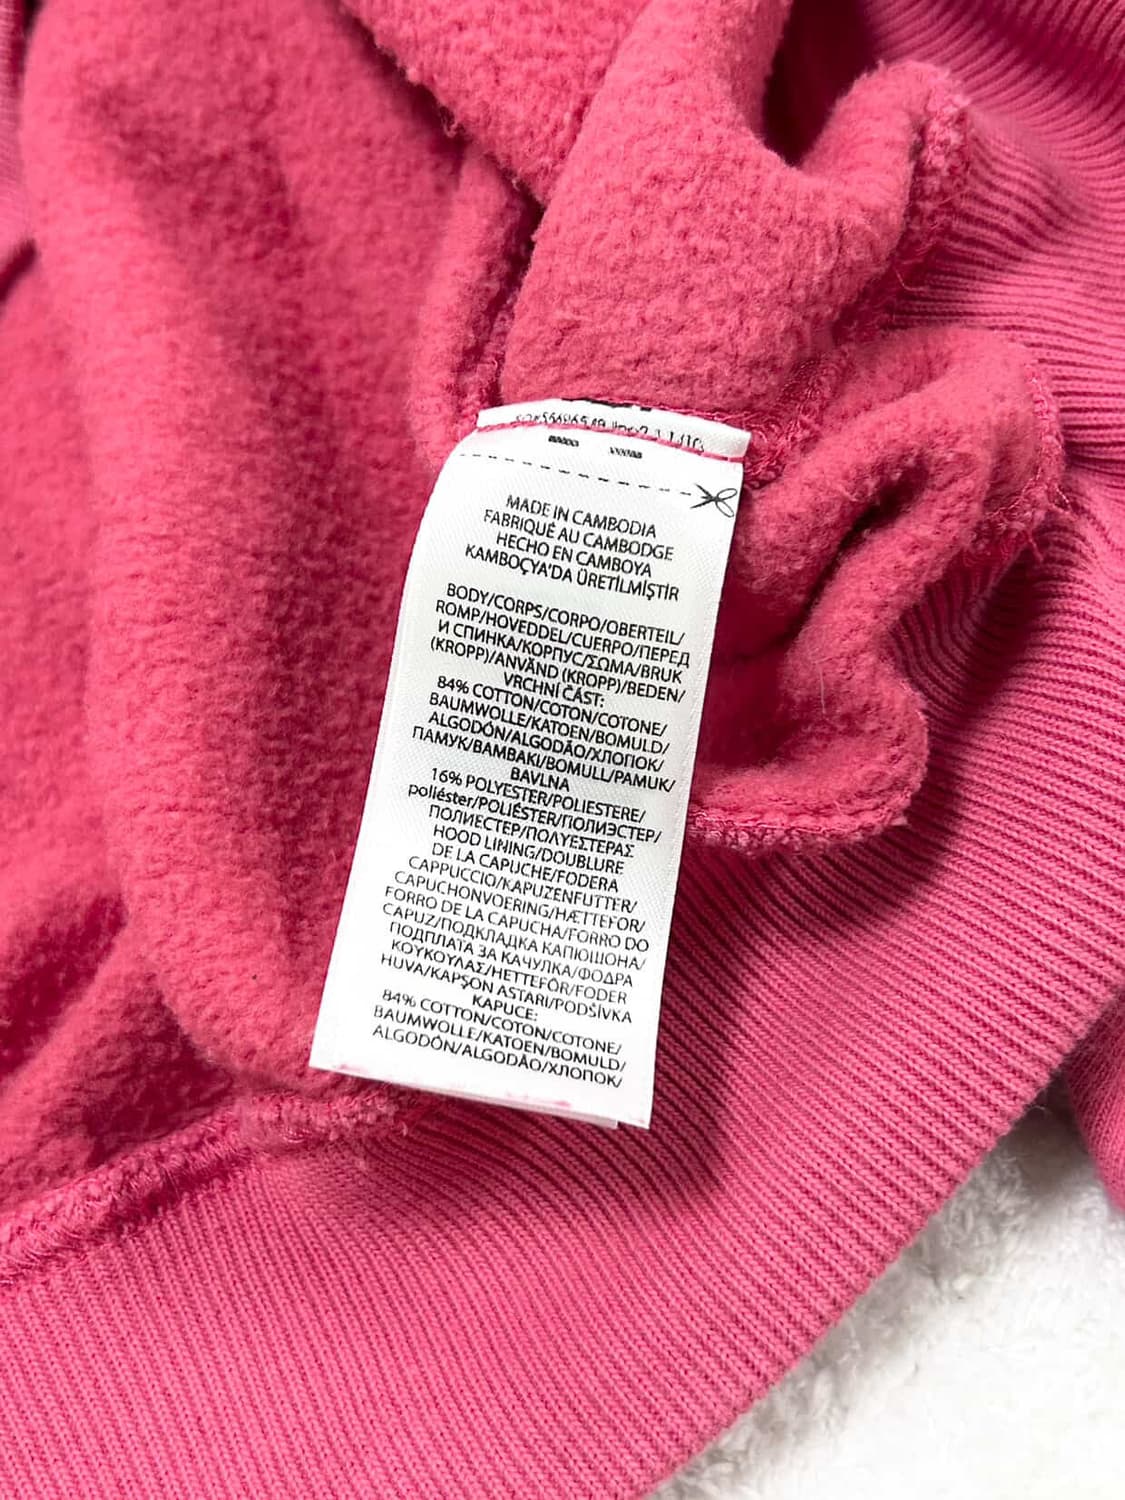 MADE IN CAMBODIA
FABRIQUÉ AU CAMBODGE
HECHO EN CAMBOYA
KAMBOÇYA'DA ÜRETİLMİŞTİR
BODY/CORPS/CORPO/OBERTEIL/
ROMP/HOVEDDEL/CUERPO/ПЕРЕД
И СПИНКА/КОРПУС/ΣΩΜΑ/BRUK
(KROPP)/ANVÄND (KROPP)/BEDEN/
VRCHNÍ ČÁST:
84% COTTON/COTON/COTONE/
BAUMWOLLE/KATOEN/BOMULD/
ALGODÓN/ALGODÃO/ХЛОПОК/
ПАМУК/BAMBAKI/BOMULL/PAMUK/
BAVLNA
16% POLYESTER/POLIESTERE/
poliéster/POLIÉSTER/ПОЛИЭСТЕР/
ПОЛИЕСТЕР/ΠΟΛΥΕΣΤΕΡΑΣ
HOOD LINING/DOUBLURE
DE LA CAPUCHE/FODERA
CAPPUCCIO/KAPUZENFUTTER/
CAPUCHONVOERING/HÆTTEFOR/
FORRO DE LA CAPUCHA/FORRO DO
CAPUZ/ПОДКЛАДКА КАПЮШОНА/
ПОДПЛАТА ЗА КАЧУЛКА/ΦΟΔΡΑ
ΚΟΥΚΟΥΛΑΣ/HETTEFÔR/FODER
HUVA/KAPŞON ASTARI/PODŠÍVKA
KAPUCE:
84% COTTON/COTON/COTONE/
BAUMWOLLE/KATOEN/BOMULD/
ALGODÓN/ALGODÃO/ХЛОПОК/